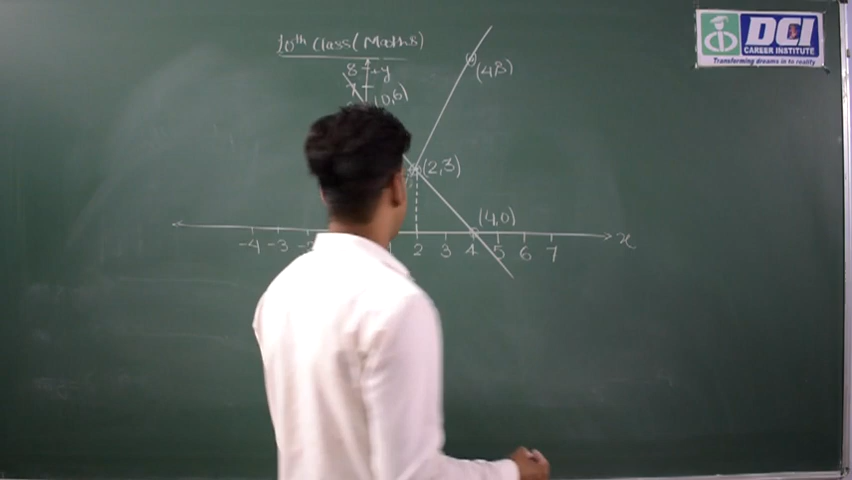 10th Class (Maths)
8 y
7
(0,6)
(4,8)
(2,3)
(4,0)
-4 -3 2 3 4 5 6 7 x
DCI
CAREER INSTITUTE
Transforming dreams in to reality